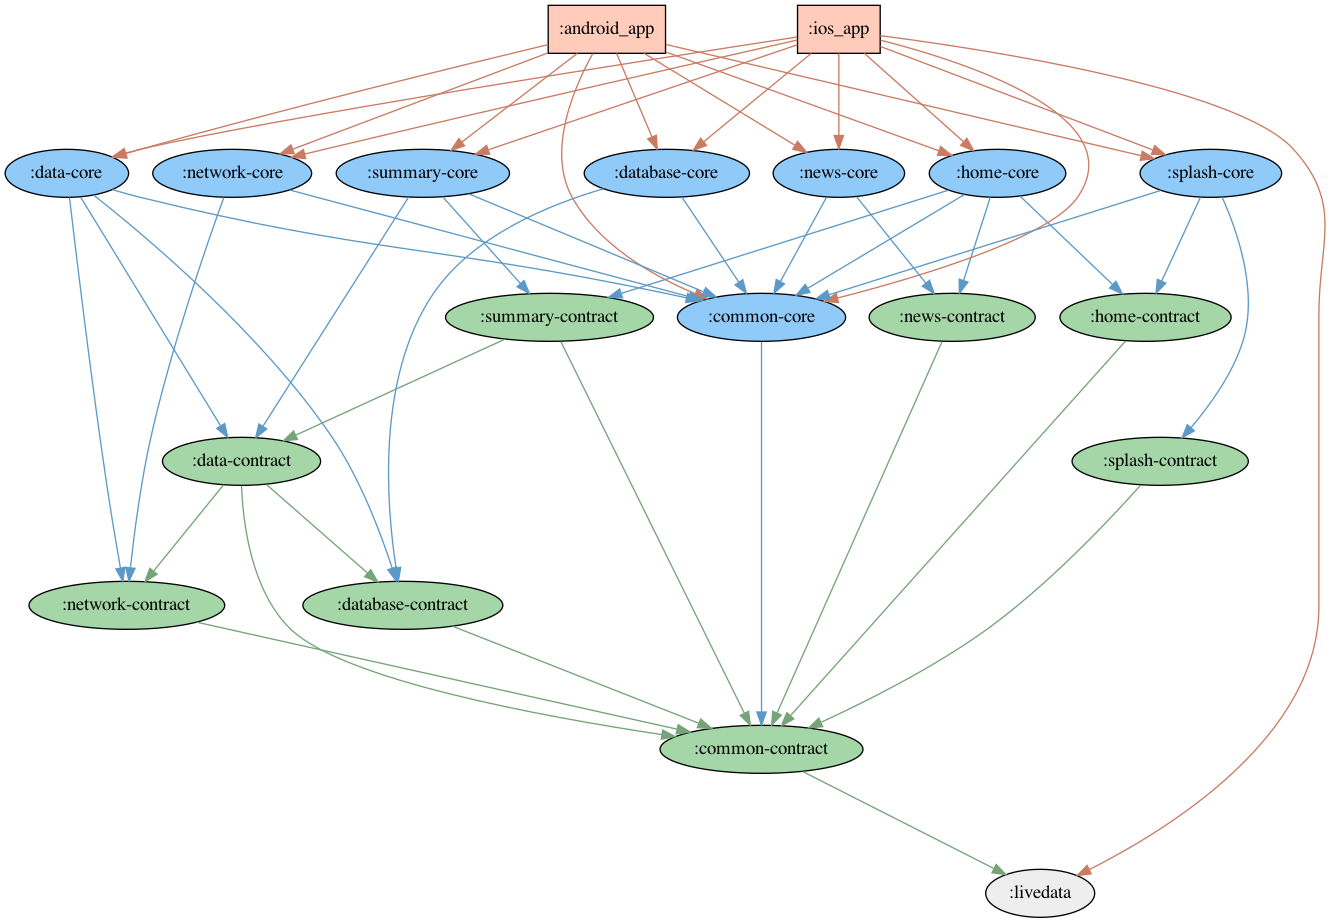 :android_app
:ios_app
:data-core
:network-core
:summary-core
:database-core
:news-core
:home-core
:splash-core
:summary-contract
:common-core
:news-contract
:home-contract
:data-contract
:splash-contract
:network-contract
:database-contract
:common-contract
:livedata